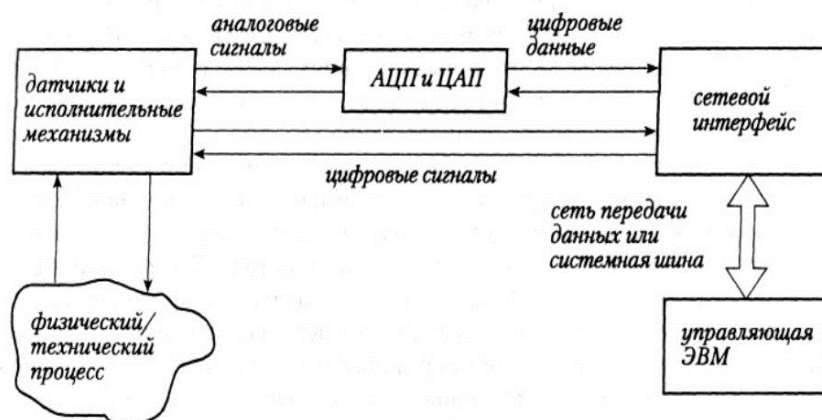 аналоговые
сигналы
цифровые
данные
датчики и
исполнительные
механизмы
АЦП и ЦАП
сетевой
интерфейс
цифровые сигналы
сеть передачи
данных или
системная шина
физический/
технический
процесс
управляющая
ЭВМ